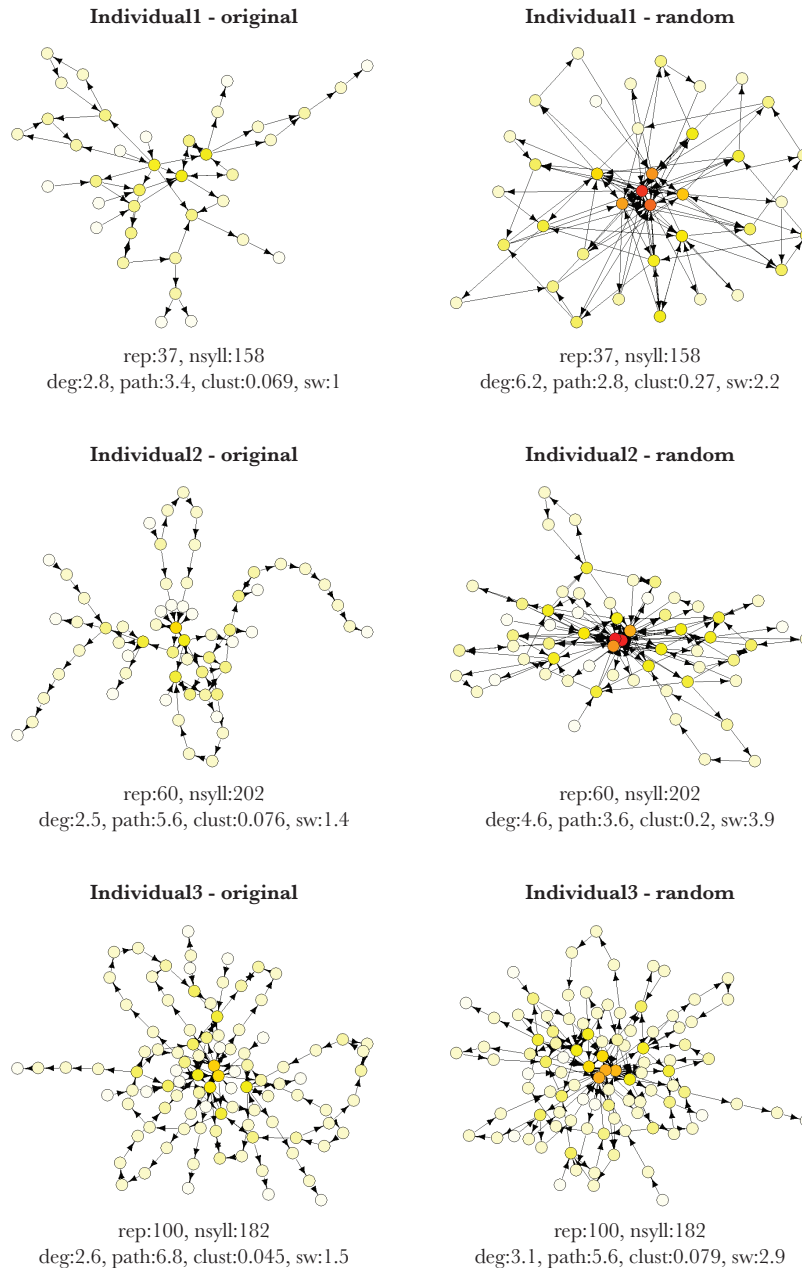 Individual1 - original
Individual1 - random
rep:37, nsyll:158
deg:2.8, path:3.4, clust:0.069, sw:1
rep:37, nsyll:158
deg:6.2, path:2.8, clust:0.27, sw:2.2
Individual2 - original
Individual2 - random
rep:60, nsyll:202
deg:2.5, path:5.6, clust:0.076, sw:1.4
rep:60, nsyll:202
deg:4.6, path:3.6, clust:0.2, sw:3.9
Individual3 - original
Individual3 - random
rep:100, nsyll:182
deg:2.6, path:6.8, clust:0.045, sw:1.5
rep:100, nsyll:182
deg:3.1, path:5.6, clust:0.079, sw:2.9